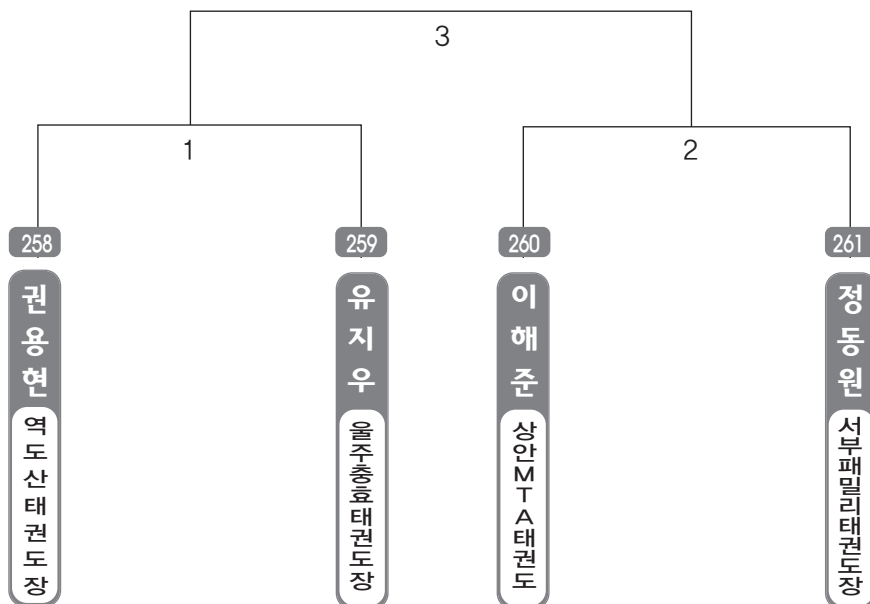 3
1
2
258
259
260
261
권용현
유지우
이해준
정동원
역도산태권도장
울주충효태권도장
상안MTA태권도
서부패밀리태권도장